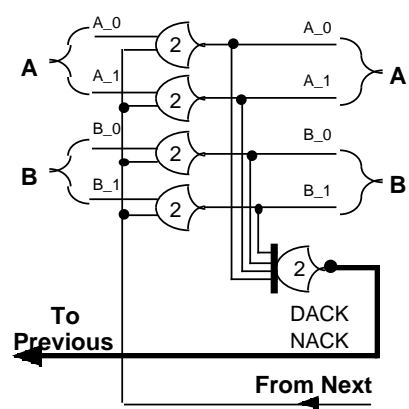 A_0
2
A_0
A
A_1
2
A_1
A
B_0
2
B_0
B
B_1
2
B_1
B
2
To
Previous
DACK
NACK
From Next